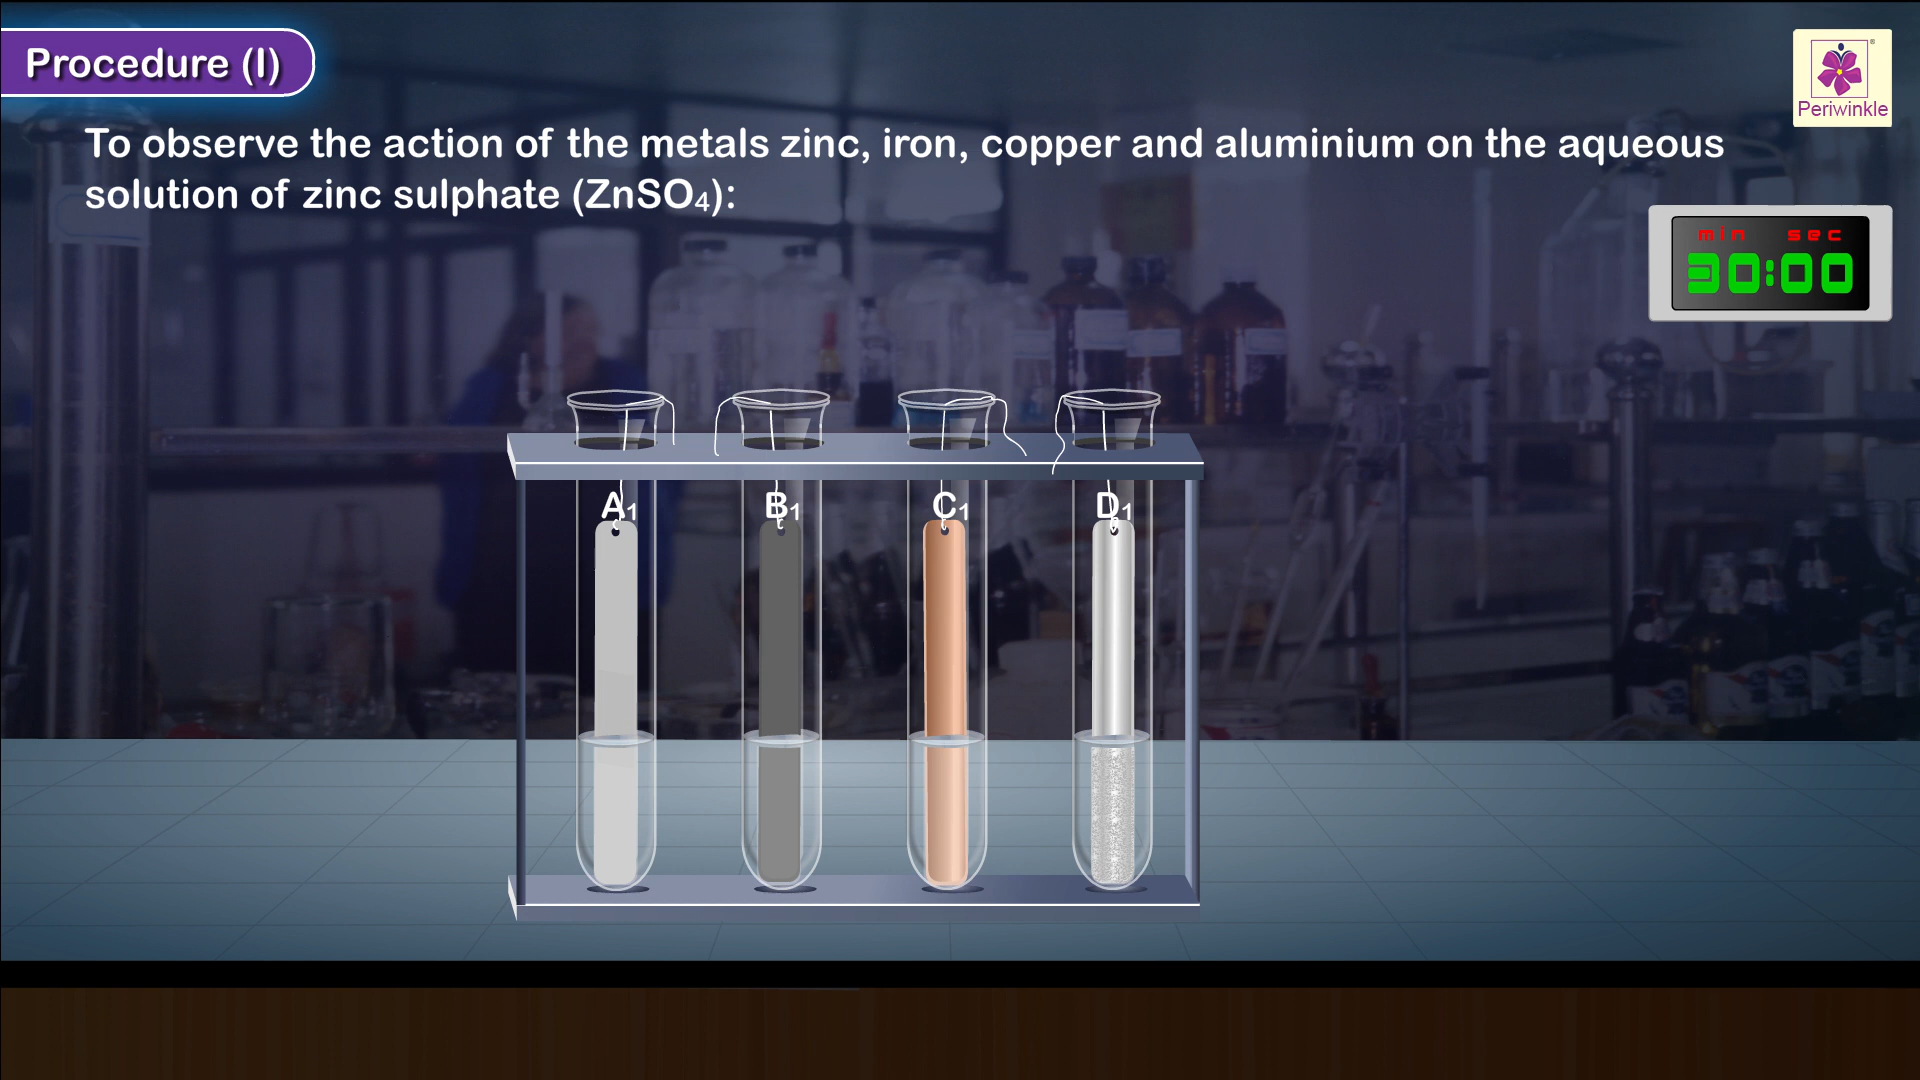 Procedure (I)
Periwinkle
To observe the action of the metals zinc, iron, copper and aluminium on the aqueous
solution of zinc sulphate (ZnSO₄):
min sec
30:00
A₁ B₁ C₁ D₁